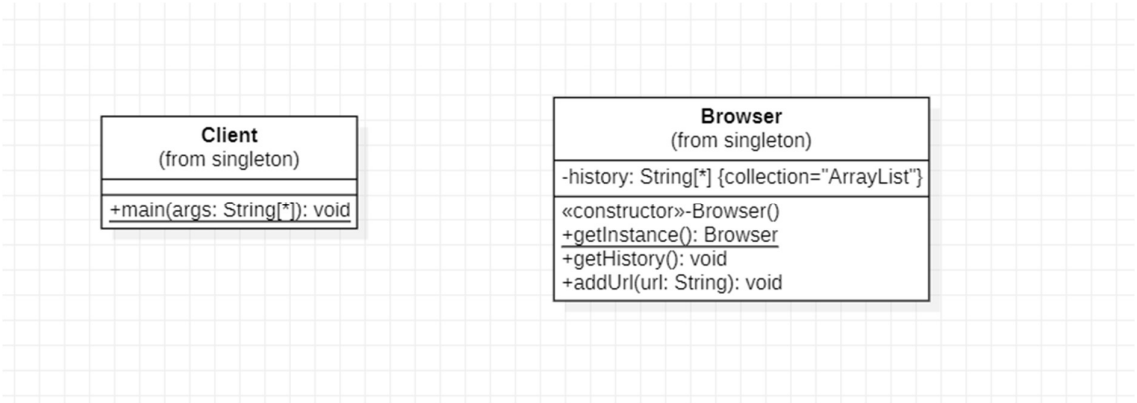 Client
(from singleton)
+main(args: String[*]): void
Browser
(from singleton)
-history: String[*] {collection="ArrayList"}
«constructor»-Browser()
+getInstance(): Browser
+getHistory(): void
+addUrl(url: String): void